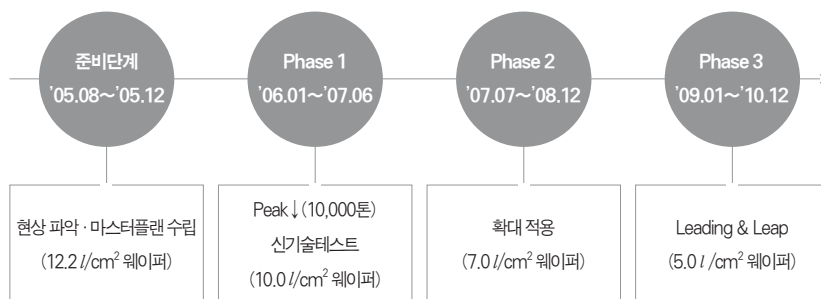 준비단계
'05.08~'05.12
Phase 1
'06.01~'07.06
Phase 2
'07.07~'08.12
Phase 3
'09.01~'10.12
현상 파악·마스터플랜 수립
(12.2 l/cm² 웨이퍼)
Peak↓(10,000톤)
신기술테스트
(10.0 l/cm² 웨이퍼)
확대 적용
(7.0 l/cm² 웨이퍼)
Leading & Leap
(5.0 l/cm² 웨이퍼)